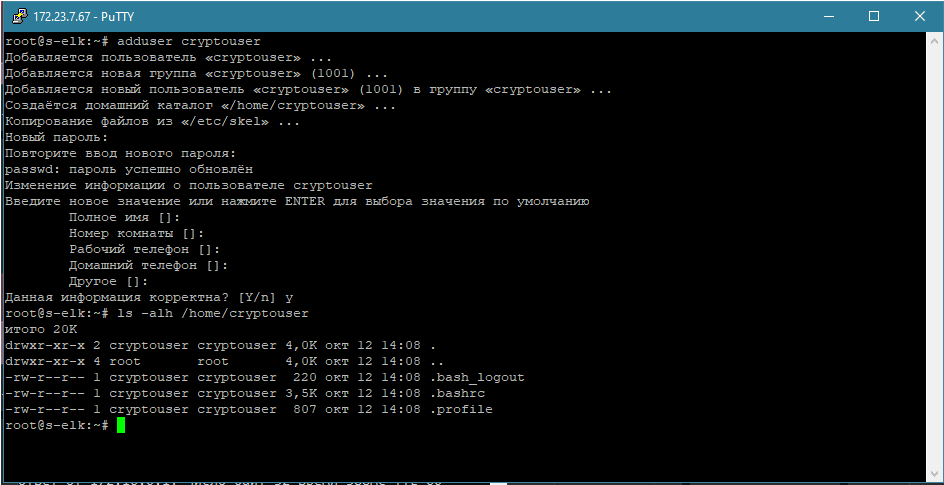 172.23.7.67 - PuTTY
root@s-elk:~# adduser cryptouser
Добавляется пользователь «cryptouser» ...
Добавляется новая группа «cryptouser» (1001) ...
Добавляется новый пользователь «cryptouser» (1001) в группу «cryptouser» ...
Создаётся домашний каталог «/home/cryptouser» ...
Копирование файлов из «/etc/skel» ...
Новый пароль:
Повторите ввод нового пароля:
passwd: пароль успешно обновлён
Изменение информации о пользователе cryptouser
Введите новое значение или нажмите ENTER для выбора значения по умолчанию
Полное имя []:
Номер комнаты []:
Рабочий телефон []:
Домашний телефон []:
Другое []:
Данная информация корректна? [Y/n] y
root@s-elk:~# ls -alh /home/cryptouser
итого 20K
drwxr-xr-x 2 cryptouser cryptouser 4,0K окт 12 14:08 .
drwxr-xr-x 4 root       root       4,0K окт 12 14:08 ..
-rw-r--r-- 1 cryptouser cryptouser  220 окт 12 14:08 .bash_logout
-rw-r--r-- 1 cryptouser cryptouser 3,5K окт 12 14:08 .bashrc
-rw-r--r-- 1 cryptouser cryptouser  807 окт 12 14:08 .profile
root@s-elk:~#